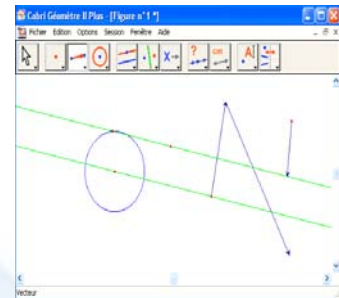 Cabri Géomètre II Plus - [Figure n°1 *]
Fichier Edition Options Session Fenêtre Aide
Vecteur